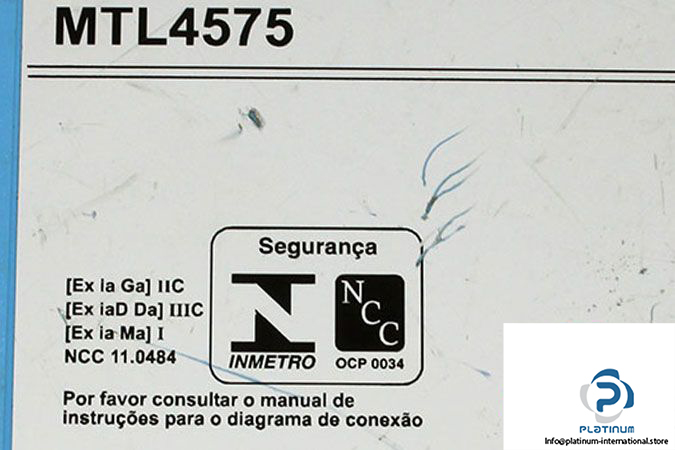 MTL4575
Segurança
[Ex ia Ga] IIC
[Ex iaD Da] IIIC
[Ex ia Ma] I
NCC 11.0484
INMETRO
NCC
OCP 0034
Por favor consultar o manual de
instruções para o diagrama de conexão
PLATINUM
Info@platinum-international.store